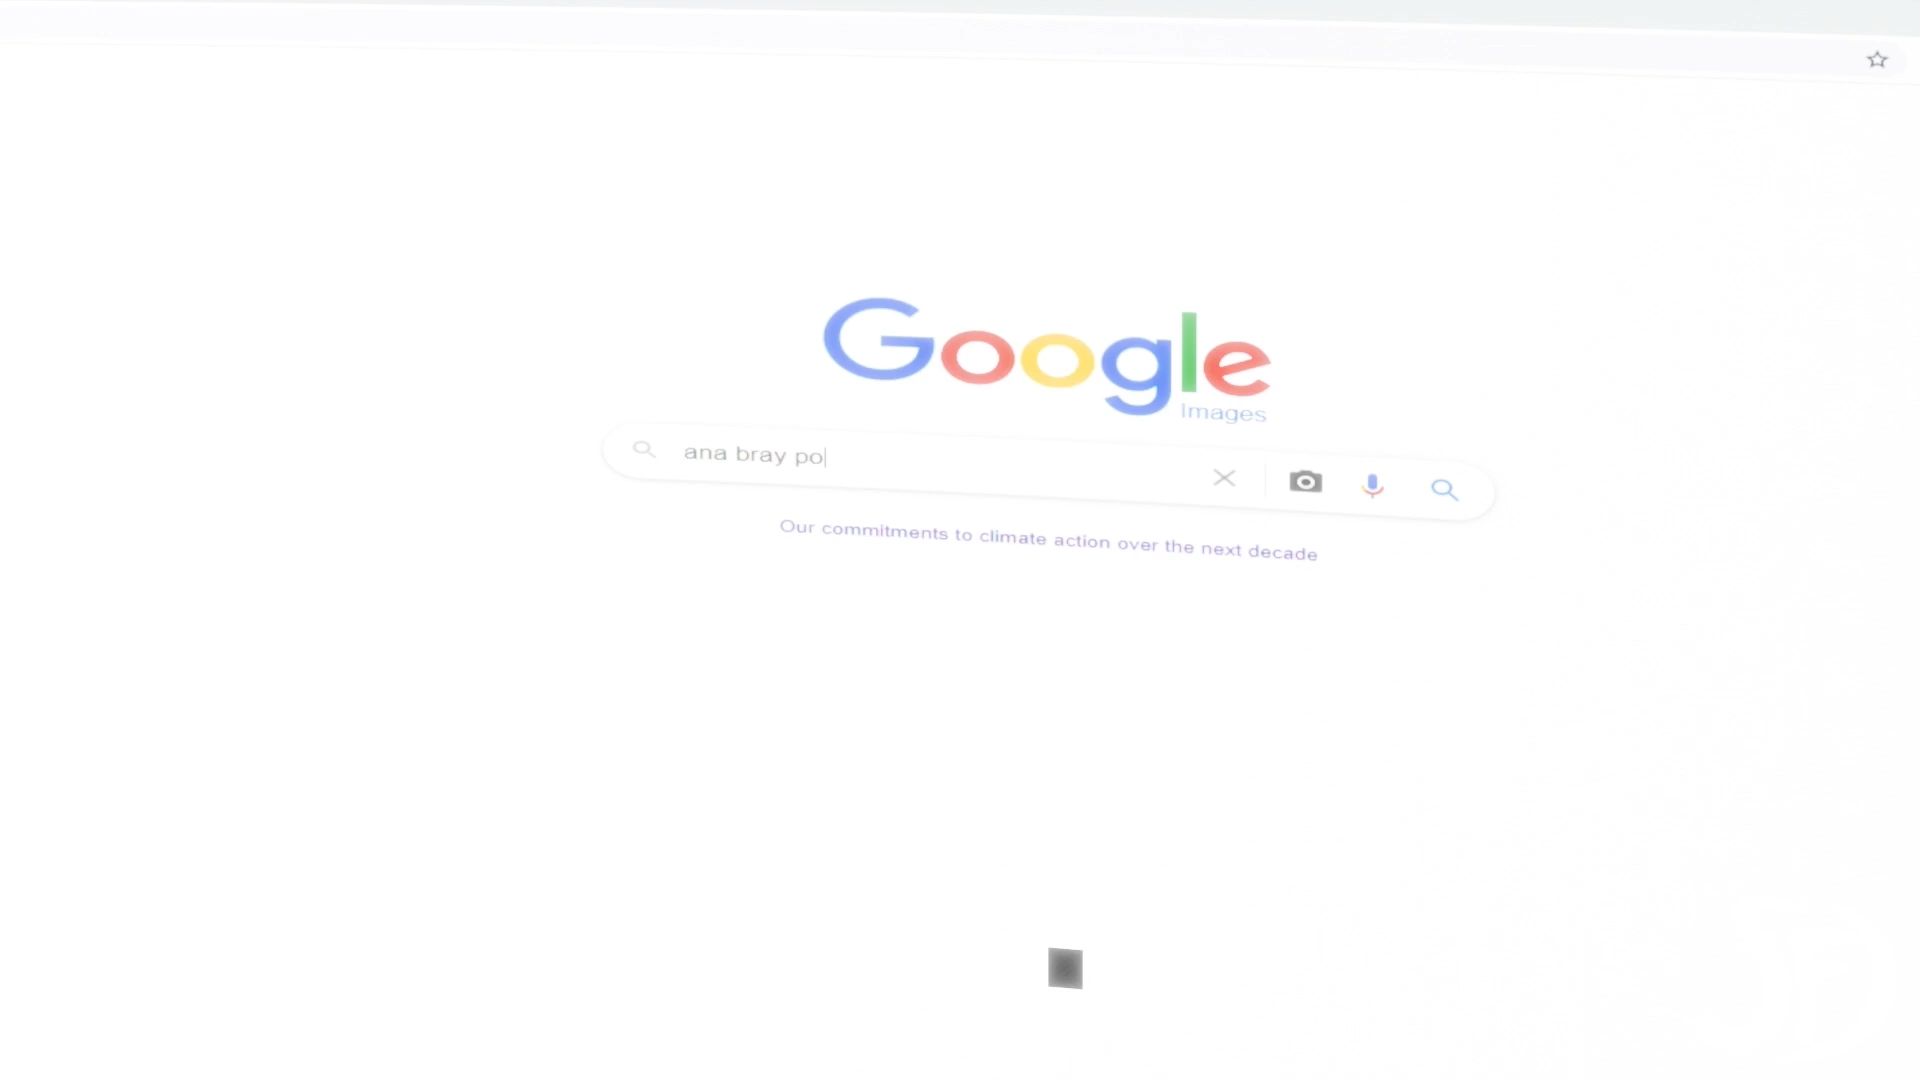 Google
Images
ana bray po
Our commitments to climate action over the next decade